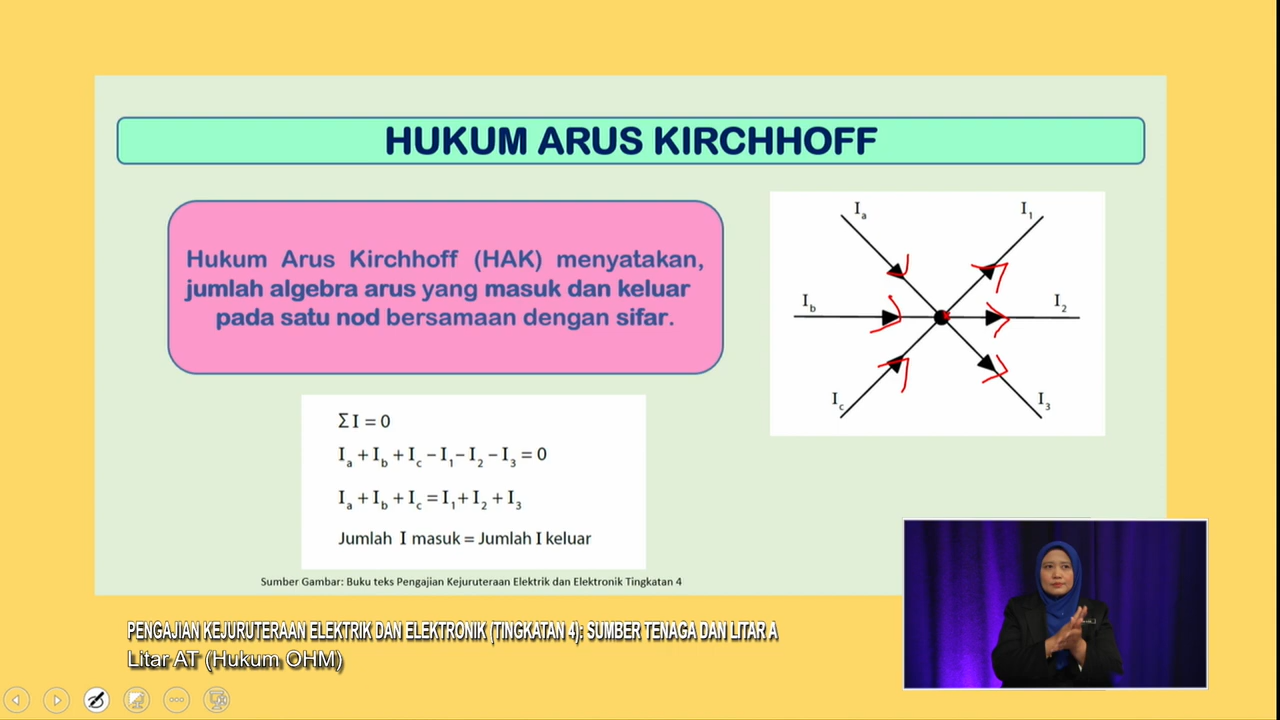 HUKUM ARUS KIRCHHOFF
Hukum Arus Kirchhoff (HAK) menyatakan,
jumlah algebra arus yang masuk dan keluar
pada satu nod bersamaan dengan sifar.
Iₐ
I₁
I_b
I₂
I_c
I₃
ΣI = 0
Iₐ + I_b + I_c – I₁ – I₂ – I₃ = 0
Iₐ + I_b + I_c = I₁ + I₂ + I₃
Jumlah I masuk = Jumlah I keluar
Sumber Gambar: Buku teks Pengajian Kejuruteraan Elektrik dan Elektronik Tingkatan 4
PENGAJIAN KEJURUTERAAN ELEKTRIK DAN ELEKTRONIK (TINGKATAN 4): SUMBER TENAGA DAN LITAR A
Litar AT (Hukum OHM)